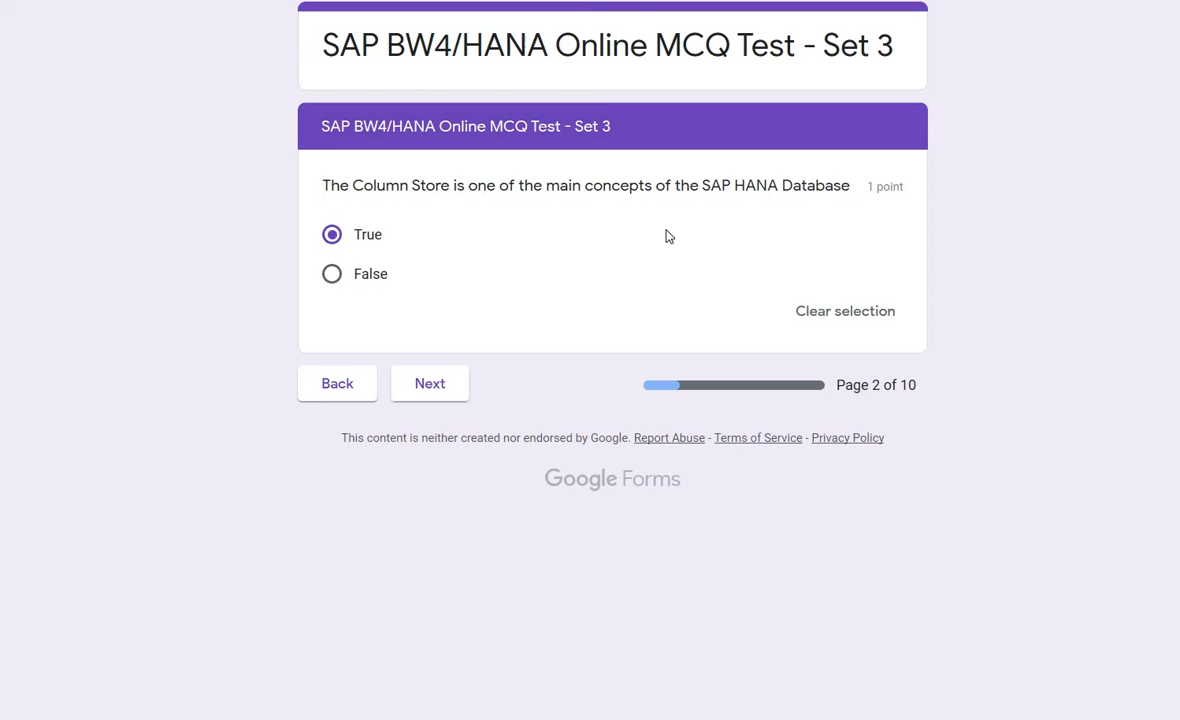 SAP BW4/HANA Online MCQ Test - Set 3
SAP BW4/HANA Online MCQ Test - Set 3
The Column Store is one of the main concepts of the SAP HANA Database 1 point
True
False
Clear selection
Back Next Page 2 of 10
This content is neither created nor endorsed by Google. Report Abuse - Terms of Service - Privacy Policy
Google Forms